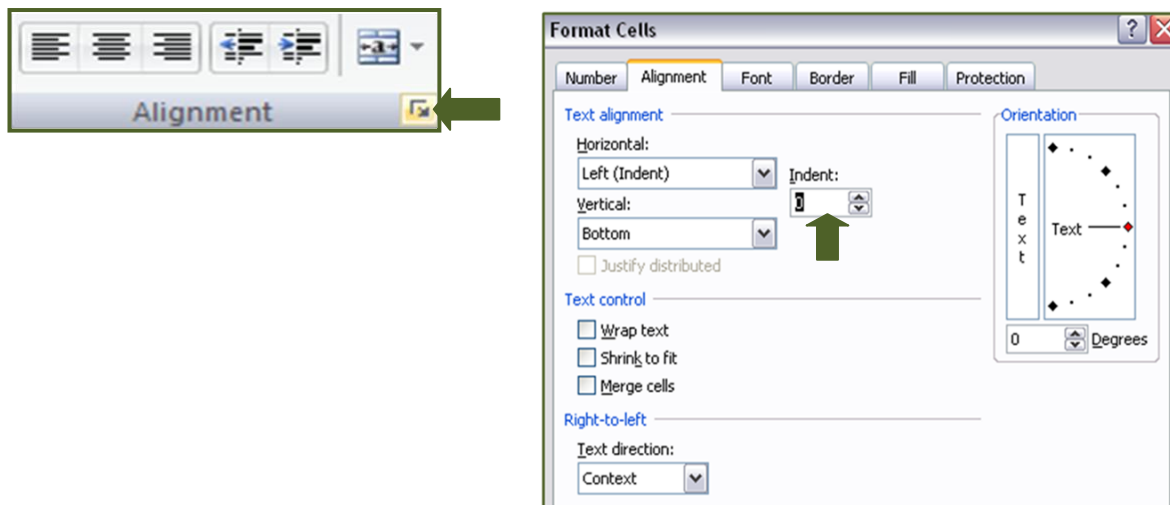 a
Alignment
Format Cells
?
Number Alignment Font Border Fill Protection
Text alignment
Horizontal:
Left (Indent)
Indent:
0
Vertical:
Bottom
Justify distributed
Text control
Wrap text
Shrink to fit
Merge cells
Right-to-left
Text direction:
Context
Orientation
T
e
x
t
Text
0 Degrees